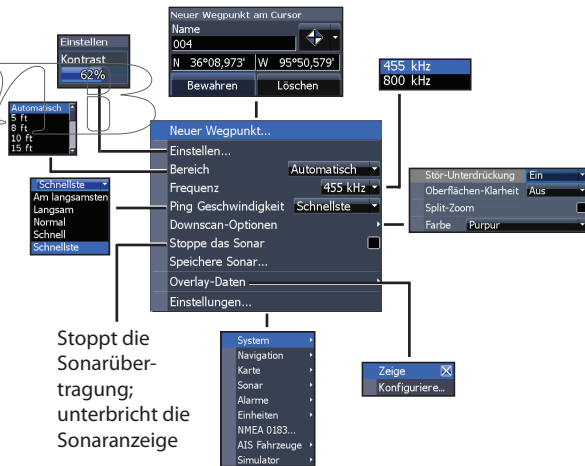 Neuer Wegpunkt am Cursor
Name
004
N 36°08,973' W 95°50,579'
Bewahren Löschen
Einstellen
Kontrast
62%
455 kHz
800 kHz
Automatisch
5 ft
8 ft
10 ft
15 ft
Neuer Wegpunkt...
Einstellen...
Bereich Automatisch
Frequenz 455 kHz
Ping Geschwindigkeit Schnellste
Downscan-Optionen
Stoppe das Sonar
Speichere Sonar...
Overlay-Daten
Einstellungen...
Schnellste
Am langsamsten
Langsam
Normal
Schnell
Schnellste
Stör-Unterdrückung Ein
Oberflächen-Klarheit Aus
Split-Zoom
Farbe Purpur
Stoppt die
Sonarüber-
tragung;
unterbricht die
Sonaranzeige
System
Navigation
Karte
Sonar
Alarme
Einheiten
NMEA 0183...
AIS Fahrzeuge
Simulator
Zeige
Konfiguriere...